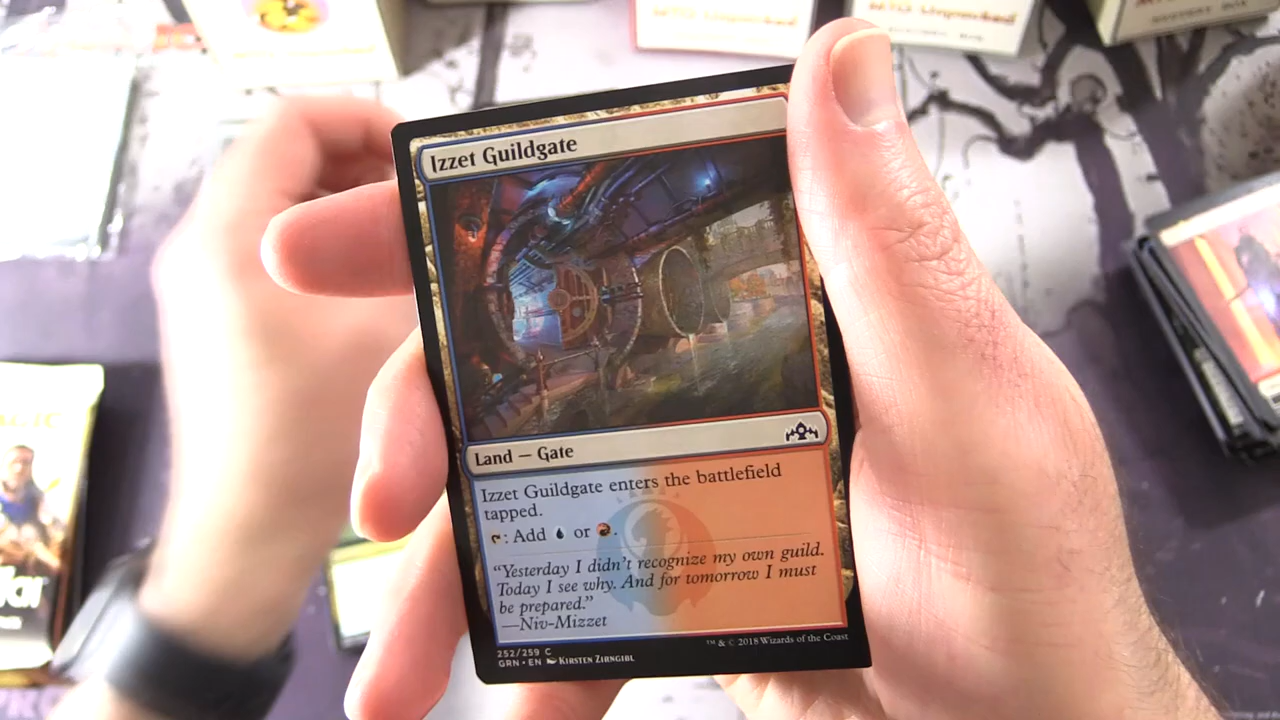 Izzet Guildgate
Land — Gate
Izzet Guildgate enters the battlefield
tapped.
: Add or .
“Yesterday I didn’t recognize my own guild.
Today I see why. And for tomorrow I must
be prepared.”
—Niv-Mizzet
252/259 C
GRN • EN KIRSTEN ZIRNGIBL
™ & © 2018 Wizards of the Coast